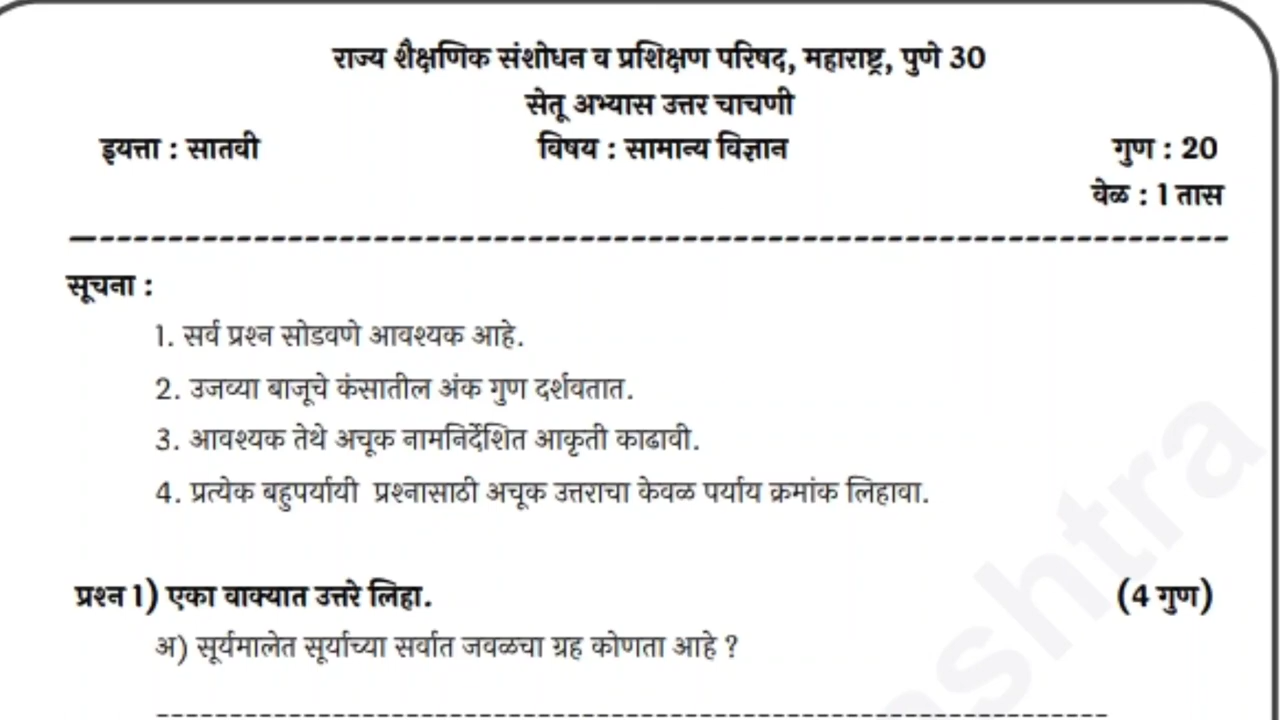 राज्य शैक्षणिक संशोधन व प्रशिक्षण परिषद, महाराष्ट्र, पुणे 30
सेतू अभ्यास उत्तर चाचणी
इयत्ता : सातवी विषय : सामान्य विज्ञान गुण : 20
वेळ : 1 तास
सूचना :
1. सर्व प्रश्न सोडवणे आवश्यक आहे.
2. उजव्या बाजूचे कंसातील अंक गुण दर्शवतात.
3. आवश्यक तेथे अचूक नामनिर्देशित आकृती काढावी.
4. प्रत्येक बहुपर्यायी प्रश्नासाठी अचूक उत्तराचा केवळ पर्याय क्रमांक लिहावा.
प्रश्न 1) एका वाक्यात उत्तरे लिहा. (4 गुण)
अ) सूर्यमालेत सूर्याच्या सर्वात जवळचा ग्रह कोणता आहे ?